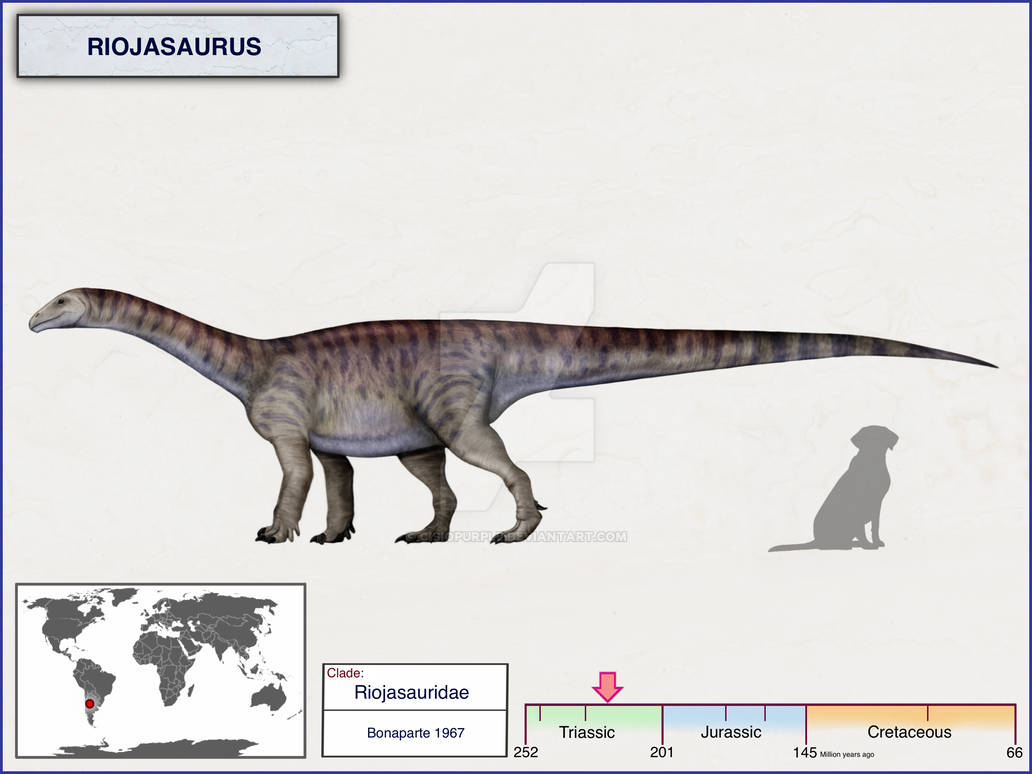 RIOJASAURUS
Clade:
Riojasauridae
Bonaparte 1967
Triassic
Jurassic
Cretaceous
252
201
145 Million years ago
66